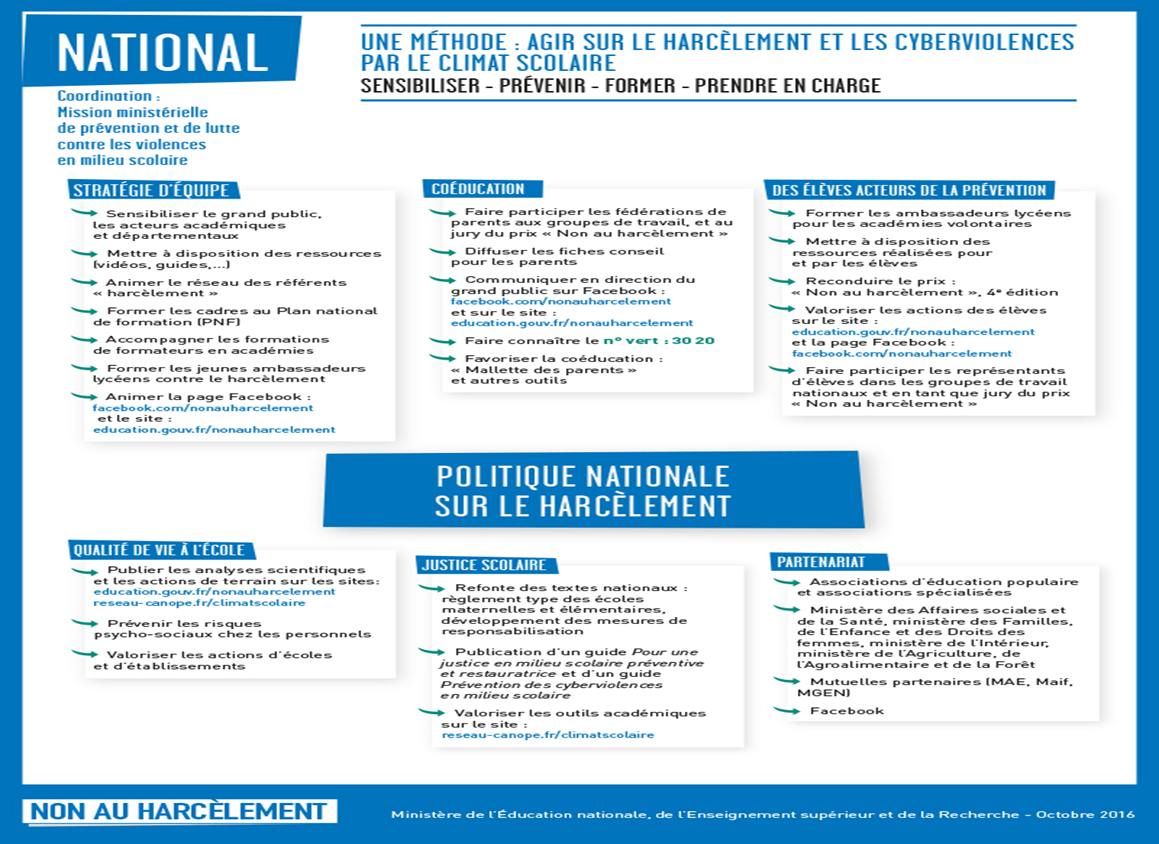 NATIONAL
Coordination :
Mission ministérielle
de prévention et de lutte
contre les violences
en milieu scolaire
UNE MÉTHODE : AGIR SUR LE HARCÈLEMENT ET LES CYBERVIOLENCES
PAR LE CLIMAT SCOLAIRE
SENSIBILISER - PRÉVENIR - FORMER - PRENDRE EN CHARGE
STRATÉGIE D'ÉQUIPE
Sensibiliser le grand public,
les acteurs académiques
et départementaux
Mettre à disposition des ressources
(vidéos, guides,...)
Animer le réseau des référents
« harcèlement »
Former les cadres au Plan national
de formation (PNF)
Accompagner les formations
de formateurs en académies
Former les jeunes ambassadeurs
lycéens contre le harcèlement
Animer la page Facebook :
facebook.com/nonauharcelement
et le site :
education.gouv.fr/nonauharcelement
COÉDUCATION
Faire participer les fédérations de
parents aux groupes de travail, et au
jury du prix « Non au harcèlement »
Diffuser les fiches conseil
pour les parents
Communiquer en direction du
grand public sur Facebook :
facebook.com/nonauharcelement
et sur le site :
education.gouv.fr/nonauharcelement
Faire connaître le n° vert : 30 20
Favoriser la coéducation :
« Mallette des parents »
et autres outils
DES ÉLÈVES ACTEURS DE LA PRÉVENTION
Former les ambassadeurs lycéens
pour les académies volontaires
Mettre à disposition des
ressources réalisées pour
et par les élèves
Reconduire le prix :
« Non au harcèlement », 4e édition
Valoriser les actions des élèves
sur le site :
education.gouv.fr/nonauharcelement
et la page Facebook :
facebook.com/nonauharcelement
Faire participer les représentants
d'élèves dans les groupes de travail
nationaux et en tant que jury du prix
« Non au harcèlement »
POLITIQUE NATIONALE
SUR LE HARCÈLEMENT
QUALITÉ DE VIE À L'ÉCOLE
Publier les analyses scientifiques
et les actions de terrain sur les sites:
education.gouv.fr/nonauharcelement
reseau-canope.fr/climatscolaire
Prévenir les risques
psycho-sociaux chez les personnels
Valoriser les actions d'écoles
et d'établissements
JUSTICE SCOLAIRE
Refonte des textes nationaux :
règlement type des écoles
maternelles et élémentaires,
développement des mesures de
responsabilisation
Publication d'un guide Pour une
justice en milieu scolaire préventive
et restauratrice et d'un guide
Prévention des cyberviolences
en milieu scolaire
Valoriser les outils académiques
sur le site :
reseau-canope.fr/climatscolaire
PARTENARIAT
Associations d'éducation populaire
et associations spécialisées
Ministère des Affaires sociales et
de la Santé, ministère des Familles,
de l'Enfance et des Droits des
femmes, ministère de l'Intérieur,
ministère de l'Agriculture, de
l'Agroalimentaire et de la Forêt
Mutuelles partenaires (MAE, Maif,
MGEN)
Facebook
NON AU HARCÈLEMENT
Ministère de l'Éducation nationale, de l'Enseignement supérieur et de la Recherche - Octobre 2016